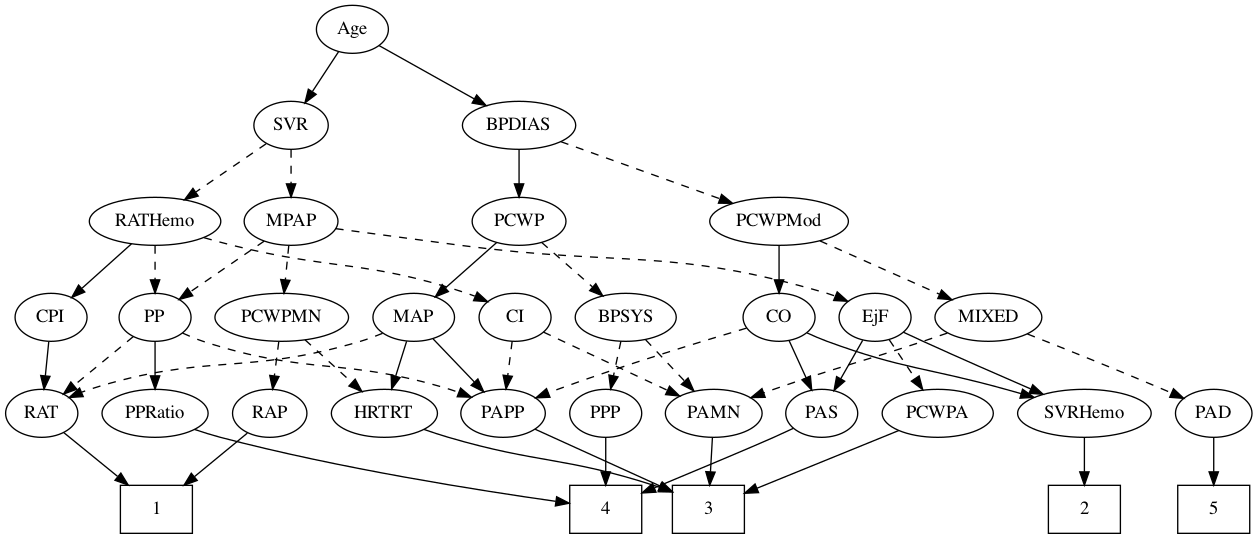 Age
SVR BPDIAS
RATHemo MPAP PCWP PCWPMod
CPI PP PCWPMN MAP CI BPSYS CO EjF MIXED
RAT PPRatio RAP HRTRT PAPP PPP PAMN PAS PCWPA SVRHemo PAD
1 4 3 2 5